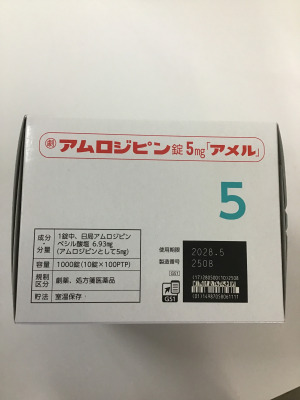 劇 アムロジピン錠5mg「アメル」
5
成分・分量 1錠中、日局アムロジピンベシル酸塩 6.93mg(アムロジピンとして5mg)
容量 1000錠(10錠×100PTP)
規制区分 劇薬、処方箋医薬品
貯法 室温保存
使用期限 2028.5
製造番号 2508
GS1
(17)280500(10)2508